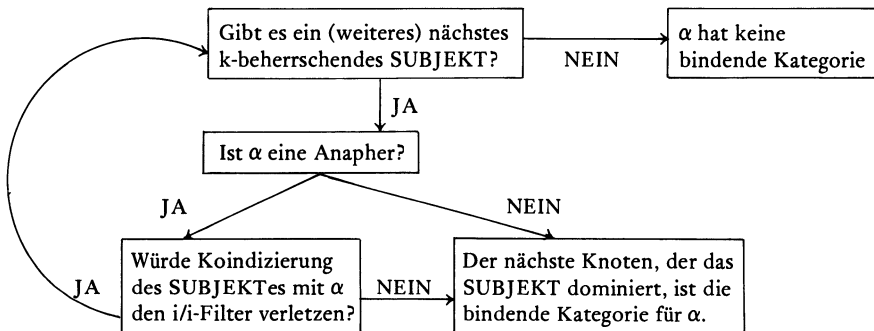 Gibt es ein (weiteres) nächstes
k-beherrschendes SUBJEKT?
NEIN
α hat keine
bindende Kategorie
JA
Ist α eine Anapher?
JA
NEIN
Würde Koindizierung
des SUBJEKTes mit α
den i/i-Filter verletzen?
JA
NEIN
Der nächste Knoten, der das
SUBJEKT dominiert, ist die
bindende Kategorie für α.